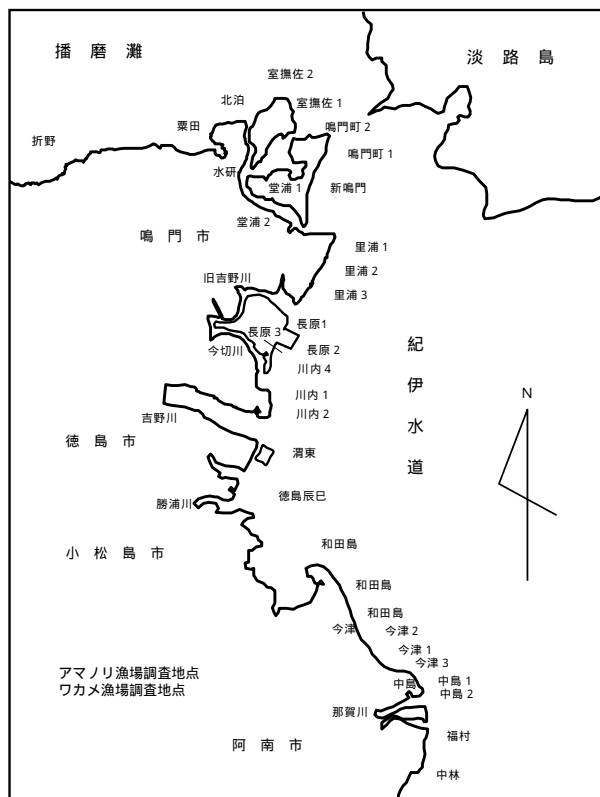 播磨灘
淡路島
室撫佐2
北泊
室撫佐1
粟田
鳴門町2
折野
鳴門町1
水研
堂浦1
新鳴門
堂浦2
鳴門市
里浦1
里浦2
旧吉野川
里浦3
長原1
長原3
今切川
長原2
紀伊水道
川内4
N
川内1
吉野川
川内2
徳島市
渭東
徳島辰巳
勝浦川
和田島
小松島市
和田島
和田島
今津
今津2
今津1
今津3
アマノリ漁場調査地点
ワカメ漁場調査地点
中島
中島1
中島2
那賀川
福村
阿南市
中林